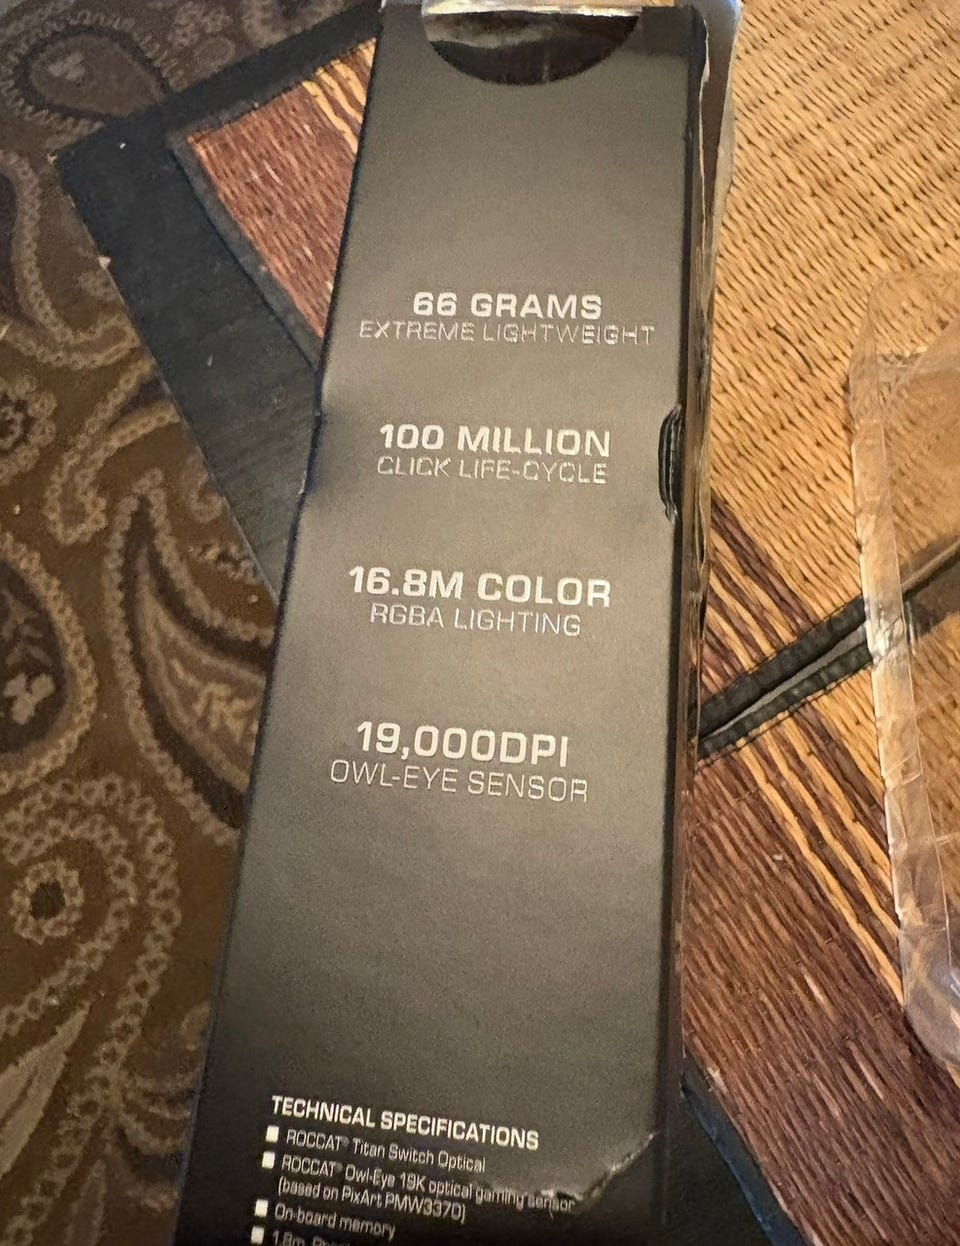 66 GRAMS
EXTREME LIGHTWEIGHT
100 MILLION
CLICK LIFE-CYCLE
16.8M COLOR
RGBA LIGHTING
19,000DPI
OWL-EYE SENSOR
TECHNICAL SPECIFICATIONS
ROCCAT® Titan Switch Optical
ROCCAT® Owl-Eye 19K optical gaming sensor
(based on PixArt PMW3370)
On-board memory
1.8m